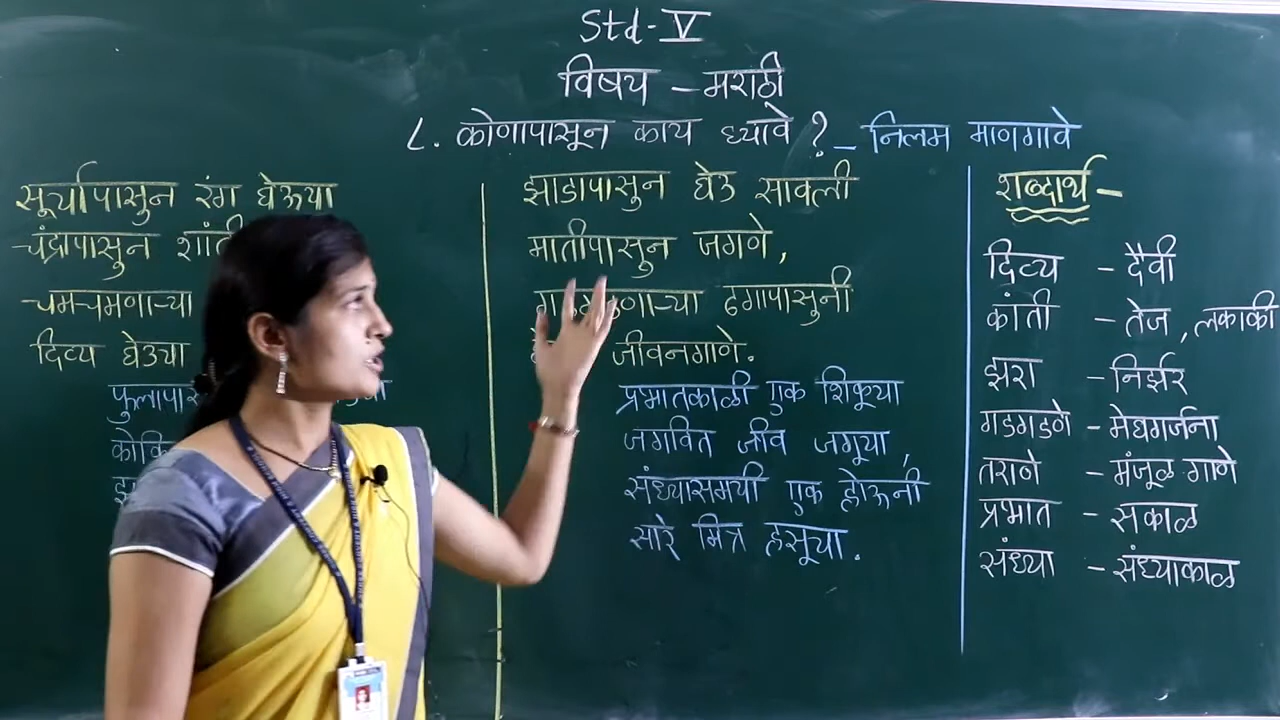 Std-V
विषय – मराठी
८. कोणापासून काय घ्यावे ? – निलम माणगावे
सूर्यापासुन रंग घेऊया
चंद्रापासुन
चमचमणाऱ्या
दिव्य घेऊया
कोकि
झाडापासुन घेउ सावली
मातीपासुन जगणे,
ढगापासुनी
जीवनगाणे.
प्रभातकाळी एक शिकूया
जगवित जीव जगूया,
संध्यासमयी एक होऊनी
सारे मित्र हसूया.
शब्दार्थ –
दिव्य – दैवी
कांती – तेज, लकाकी
झरा – निर्झर
गडगडणे – मेघगर्जना
तराणे – मंजूळ गाणे
प्रभात – सकाळ
संध्या – संध्याकाळ